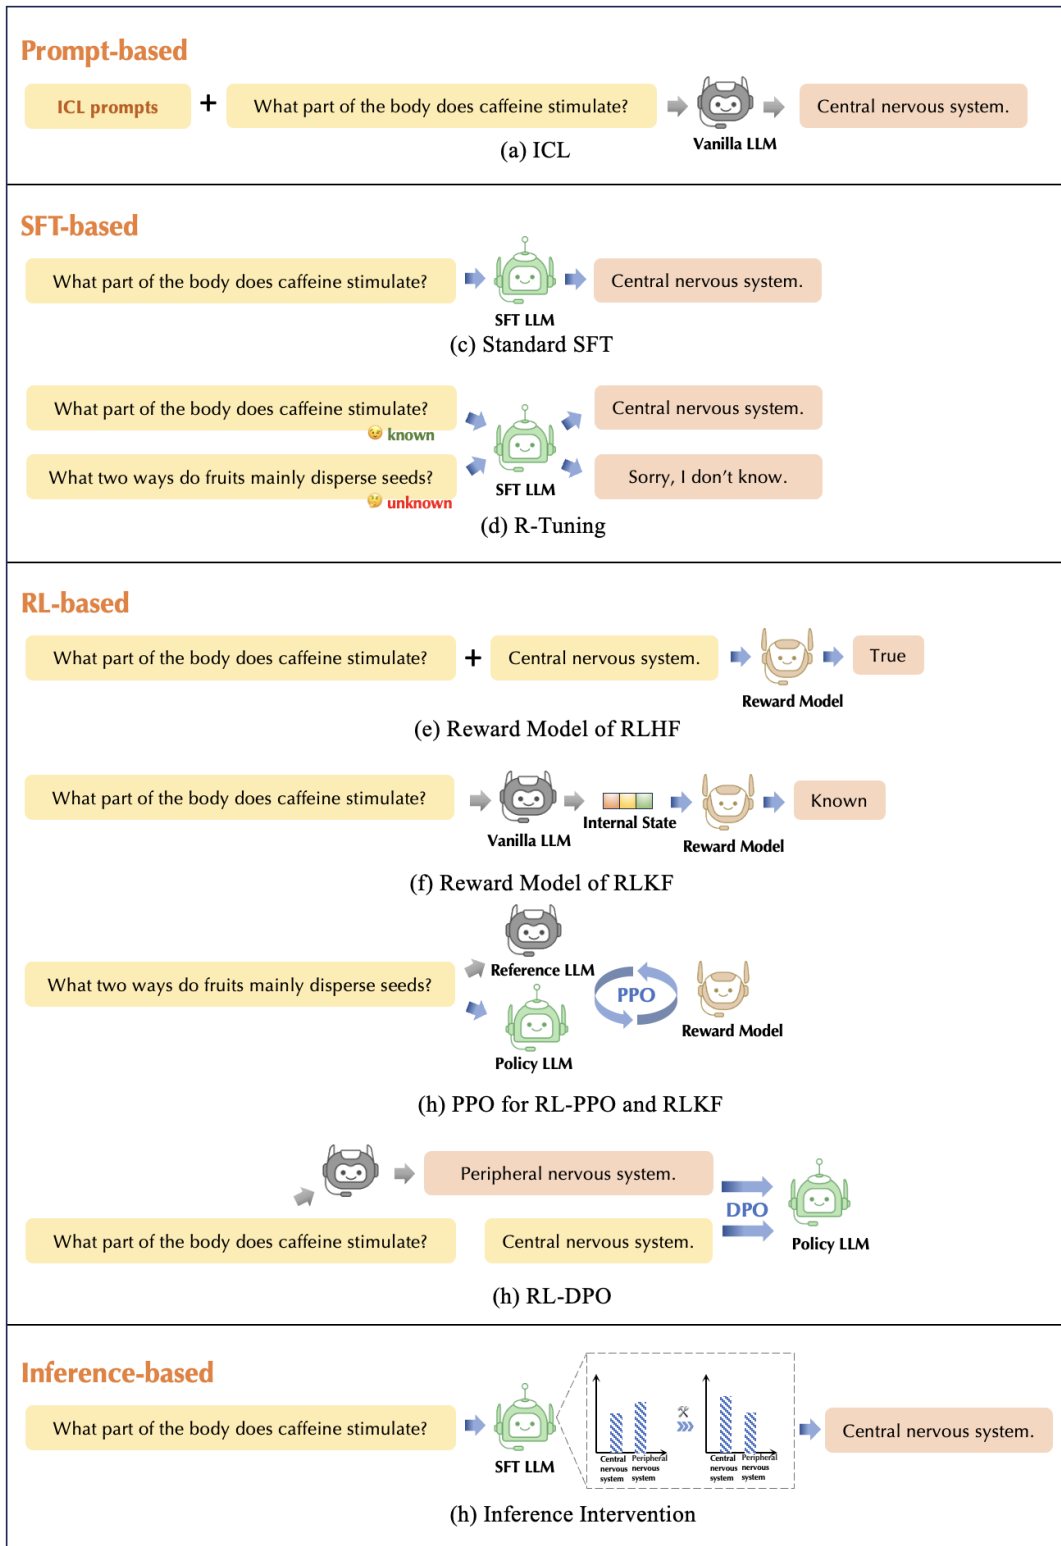 Prompt-based
ICL prompts + What part of the body does caffeine stimulate? Central nervous system.
Vanilla LLM
(a) ICL
SFT-based
What part of the body does caffeine stimulate? Central nervous system.
SFT LLM
(c) Standard SFT
What part of the body does caffeine stimulate? Central nervous system.
known
What two ways do fruits mainly disperse seeds? Sorry, I don't know.
SFT LLM
unknown
(d) R-Tuning
RL-based
What part of the body does caffeine stimulate? + Central nervous system. True
Reward Model
(e) Reward Model of RLHF
What part of the body does caffeine stimulate? Known
Internal State
Vanilla LLM
Reward Model
(f) Reward Model of RLKF
Reference LLM
What two ways do fruits mainly disperse seeds? PPO
Reward Model
Policy LLM
(h) PPO for RL-PPO and RLKF
Peripheral nervous system.
DPO
What part of the body does caffeine stimulate? Central nervous system. Policy LLM
(h) RL-DPO
Inference-based
What part of the body does caffeine stimulate? Central nervous system.
SFT LLM
Central nervous system
Peripheral nervous system
Central nervous system
Peripheral nervous system
(h) Inference Intervention